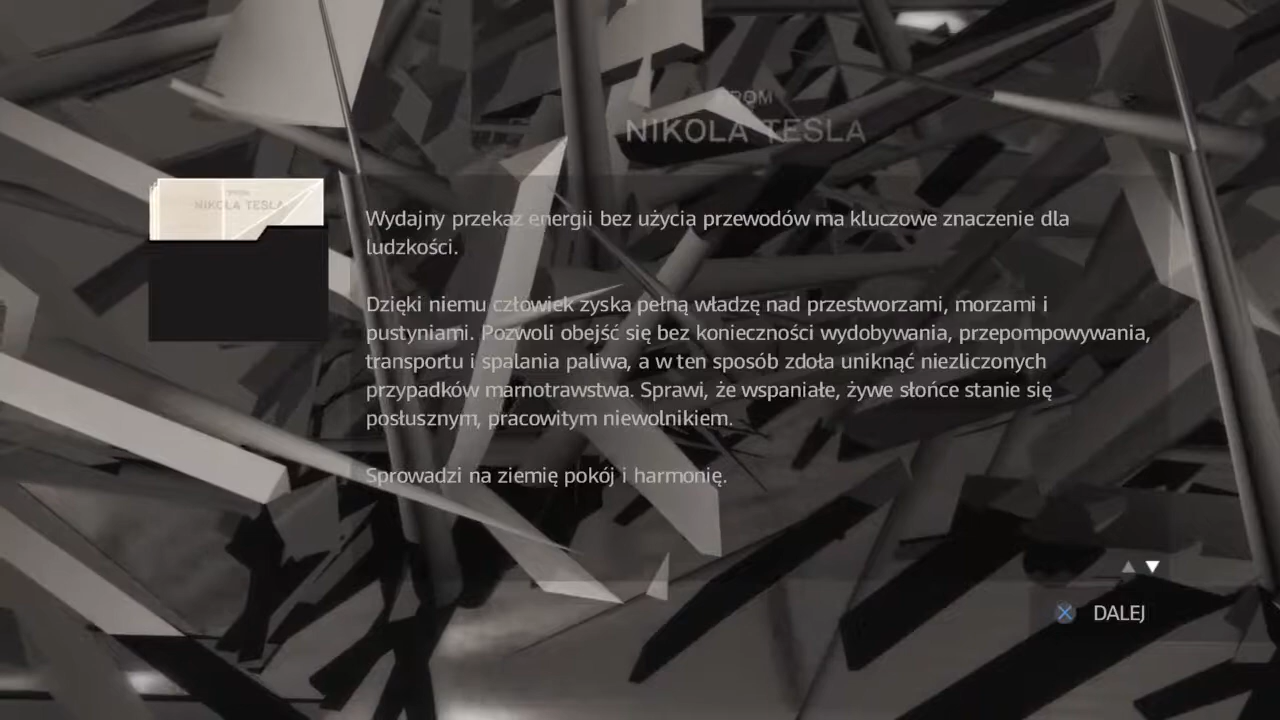 FROM
NIKOLA TESLA
FROM
NIKOLA TESLA
Wydajny przekaz energii bez użycia przewodów ma kluczowe znaczenie dla
ludzkości.
Dzięki niemu człowiek zyska pełną władzę nad przestworzami, morzami i
pustyniami. Pozwoli obejść się bez konieczności wydobywania, przepompowywania,
transportu i spalania paliwa, a w ten sposób zdoła uniknąć niezliczonych
przypadków marnotrawstwa. Sprawi, że wspaniałe, żywe słońce stanie się
posłusznym, pracowitym niewolnikiem.
Sprowadzi na ziemię pokój i harmonię.
DALEJ